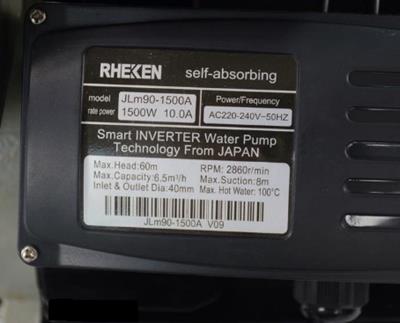 RHEKEN self-absorbing
model JLm90-1500A Power/Frequency
rate power 1500W 10.0A AC220-240V~50HZ
Smart INVERTER Water Pump
Technology From JAPAN
Max.Head:60m RPM: 2860r/min
Max.Capacity:6.5m³/h Max.Suction:8m
Inlet & Outlet Dia:40mm Max. Hot Water: 100°C
JLm90-1500A V09